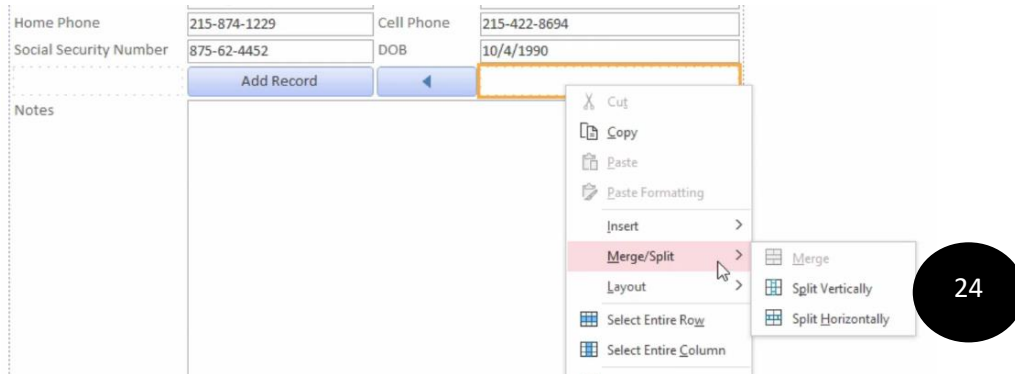 Home Phone 215-874-1229 Cell Phone 215-422-8694
Social Security Number 875-62-4452 DOB 10/4/1990
Add Record
Notes
Cut
Copy
Paste
Paste Formatting
Insert
Merge/Split
Layout
Select Entire Row
Select Entire Column
Merge
Split Vertically
Split Horizontally
24